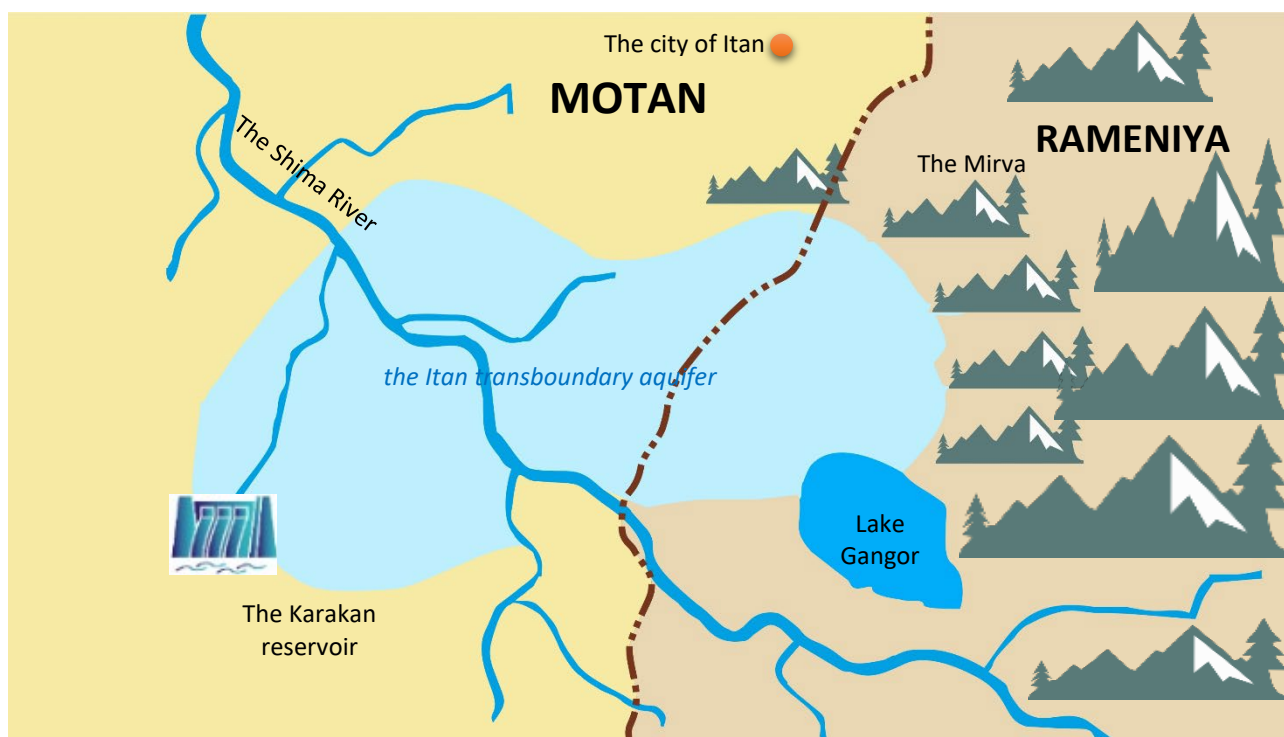 The city of Itan
MOTAN
RAMENIYA
The Shima River
The Mirva
the Itan transboundary aquifer
Lake
Gangor
The Karakan
reservoir